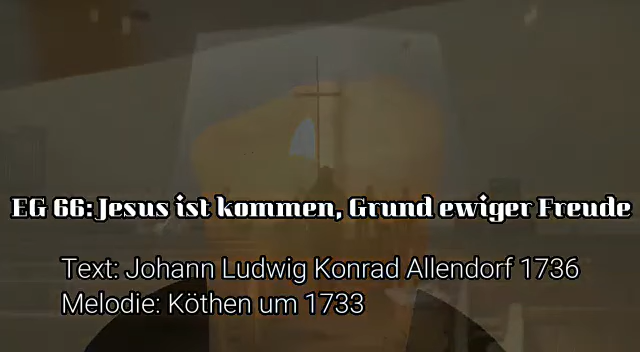 EG 66: Jesus ist kommen, Grund ewiger Freude
Text: Johann Ludwig Konrad Allendorf 1736
Melodie: Köthen um 1733